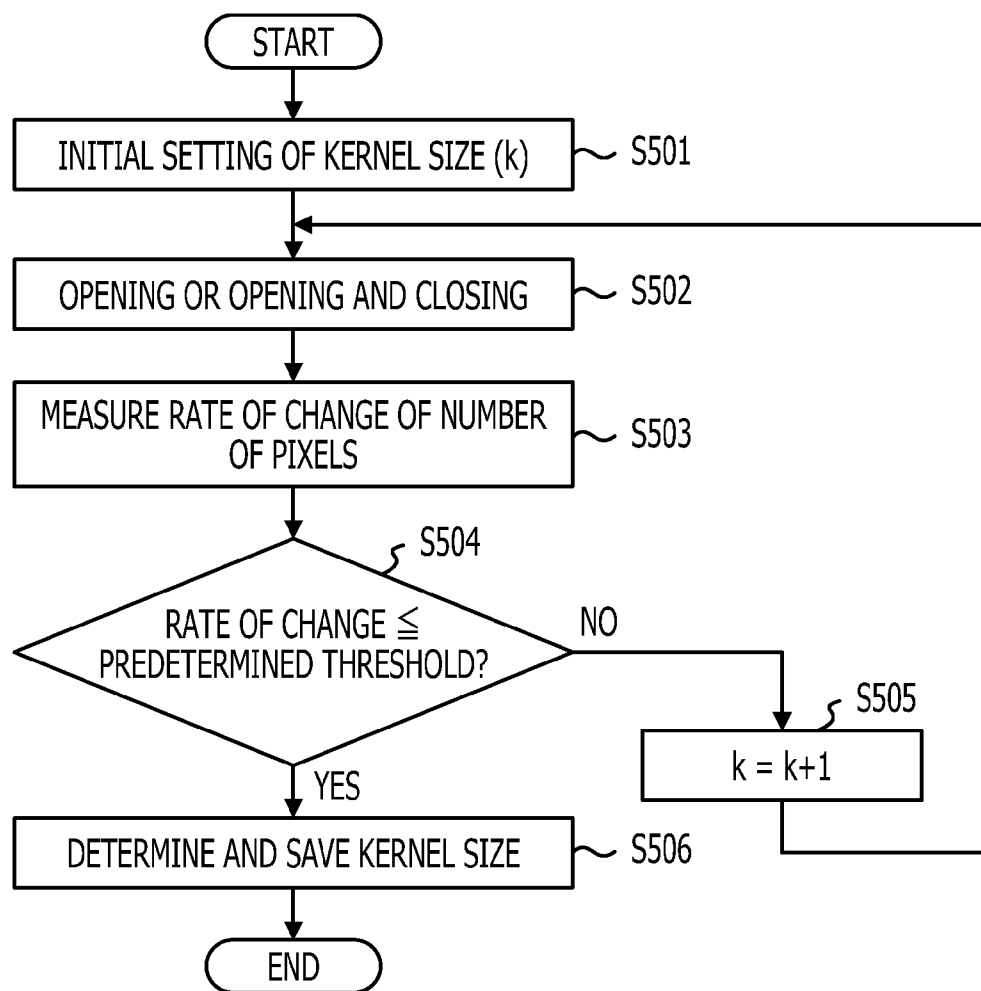 START
INITIAL SETTING OF KERNEL SIZE (k)
S501
OPENING OR OPENING AND CLOSING
S502
MEASURE RATE OF CHANGE OF NUMBER
OF PIXELS
S503
S504
RATE OF CHANGE ≦
PREDETERMINED THRESHOLD?
NO
S505
k = k+1
YES
DETERMINE AND SAVE KERNEL SIZE
S506
END